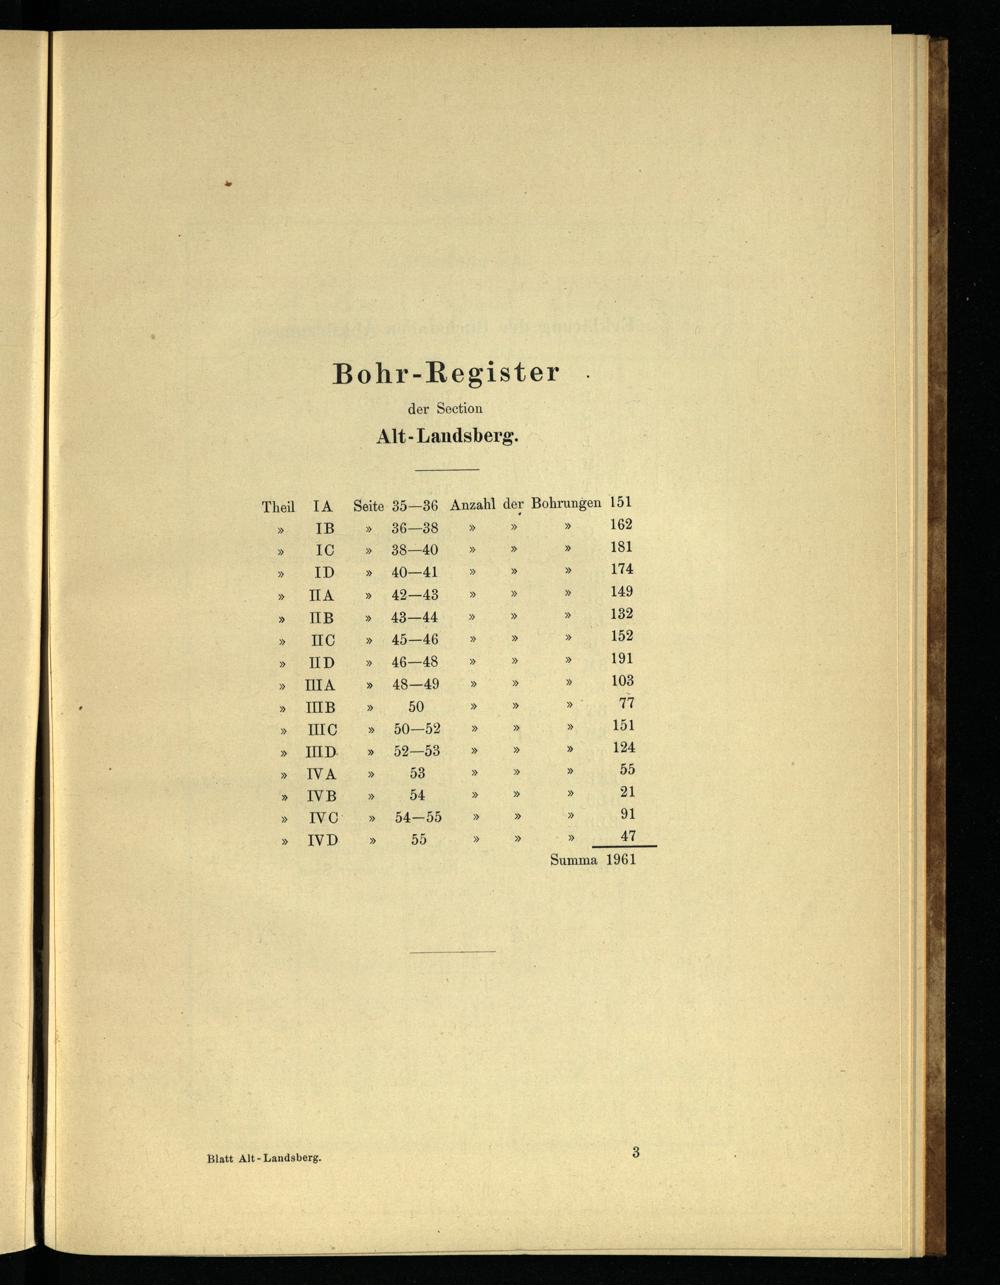 Bohr-Register
der Section
Alt-Landsberg.
Theil IA Seite 35—36 Anzahl der Bohrungen 151
» IB » 36—38 » » » 162
» IC » 38—40 » » » 181
» ID » 40—41 » » » 174
» IIA » 42—43 » » » 149
» IIB » 43—44 » » » 132
» IIC » 45—46 » » » 152
» IID » 46—48 » » » 191
» IIIA » 48—49 » » » 103
» IIIB » 50 » » » 77
» IIIC » 50—52 » » » 151
» IIID » 52—53 » » » 124
» IVA » 53 » » » 55
» IVB » 54 » » » 21
» IVC » 54—55 » » » 91
» IVD » 55 » » » 47
Summa 1961
Blatt Alt-Landsberg. 3